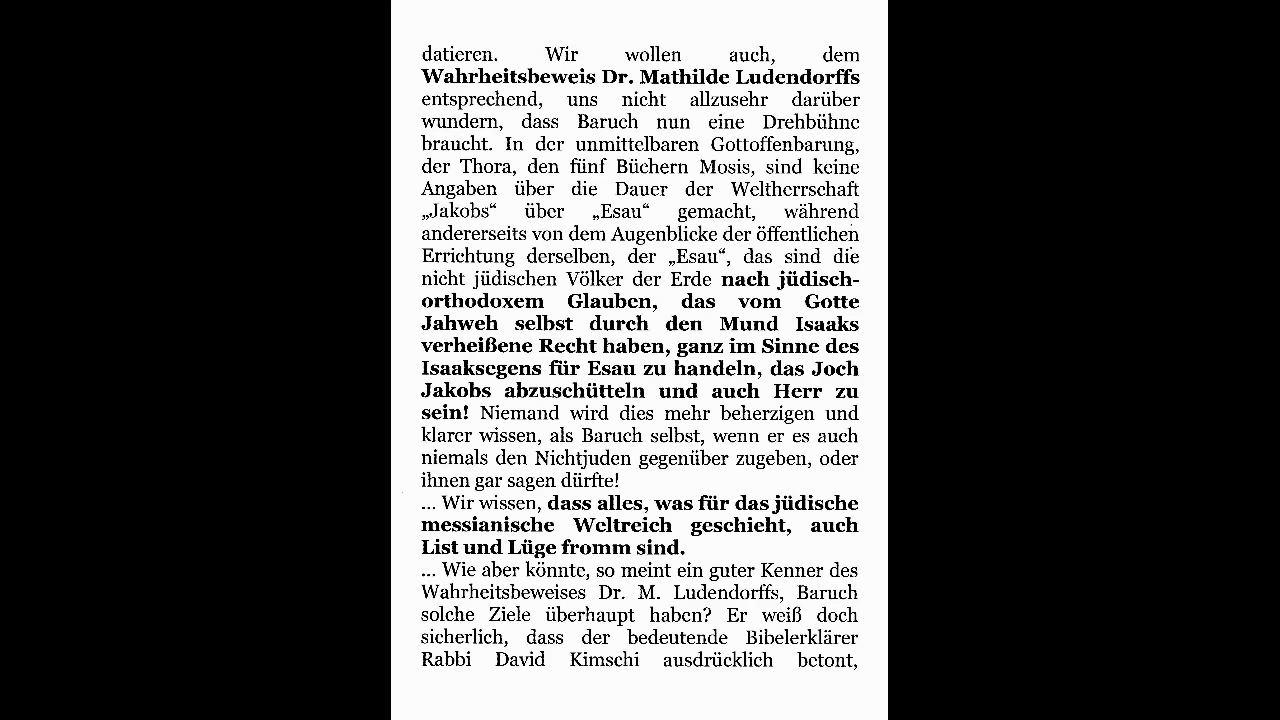 datieren. Wir wollen auch, dem
Wahrheitsbeweis Dr. Mathilde Ludendorffs
entsprechend, uns nicht allzusehr darüber
wundern, dass Baruch nun eine Drehbühne
braucht. In der unmittelbaren Gottoffenbarung,
der Thora, den fünf Büchern Mosis, sind keine
Angaben über die Dauer der Weltherrschaft
„Jakobs“ über „Esau“ gemacht, während
andererseits von dem Augenblicke der öffentlichen
Errichtung derselben, der „Esau“, das sind die
nicht jüdischen Völker der Erde nach jüdisch-
orthodoxem Glauben, das vom Gotte
Jahweh selbst durch den Mund Isaaks
verheißene Recht haben, ganz im Sinne des
Isaaksegens für Esau zu handeln, das Joch
Jakobs abzuschütteln und auch Herr zu
sein! Niemand wird dies mehr beherzigen und
klarer wissen, als Baruch selbst, wenn er es auch
niemals den Nichtjuden gegenüber zugeben, oder
ihnen gar sagen dürfte!
... Wir wissen, dass alles, was für das jüdische
messianische Weltreich geschieht, auch
List und Lüge fromm sind.
... Wie aber könnte, so meint ein guter Kenner des
Wahrheitsbeweises Dr. M. Ludendorffs, Baruch
solche Ziele überhaupt haben? Er weiß doch
sicherlich, dass der bedeutende Bibelerklärer
Rabbi David Kimschi ausdrücklich betont,